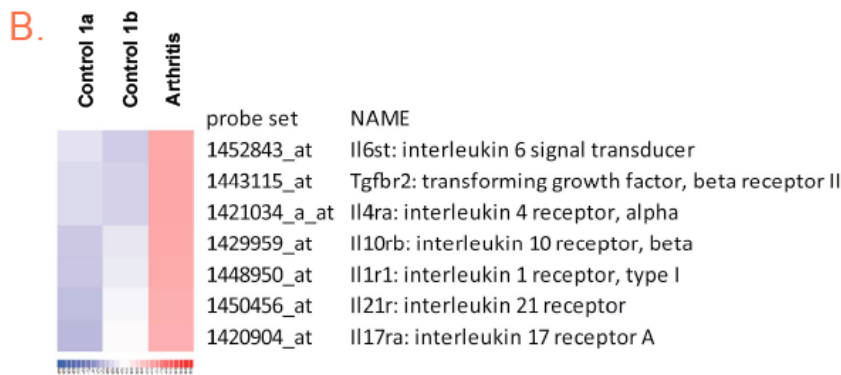 B.
Control 1a
Control 1b
Arthritis
probe set NAME
1452843_at Il6st: interleukin 6 signal transducer
1443115_at Tgfbr2: transforming growth factor, beta receptor II
1421034_a_at Il4ra: interleukin 4 receptor, alpha
1429959_at Il10rb: interleukin 10 receptor, beta
1448950_at Il1r1: interleukin 1 receptor, type I
1450456_at Il21r: interleukin 21 receptor
1420904_at Il17ra: interleukin 17 receptor A